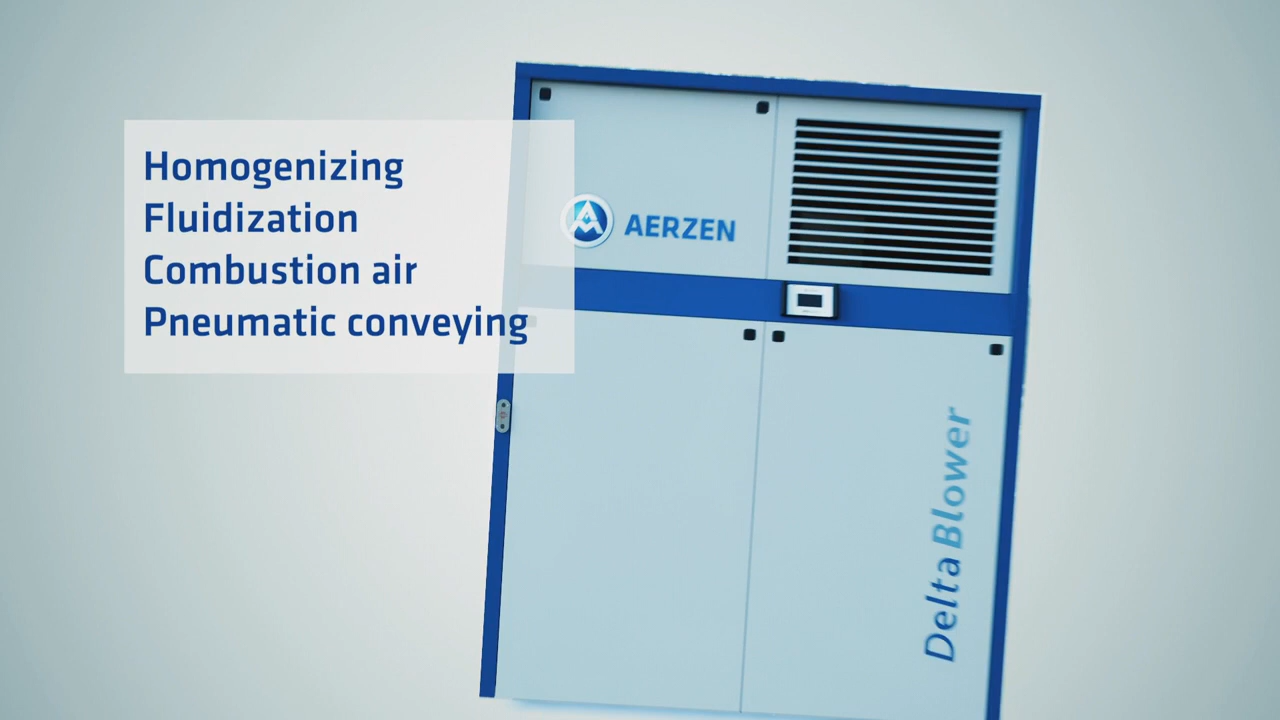 Homogenizing
Fluidization
Combustion air
Pneumatic conveying
AERZEN
Delta Blower